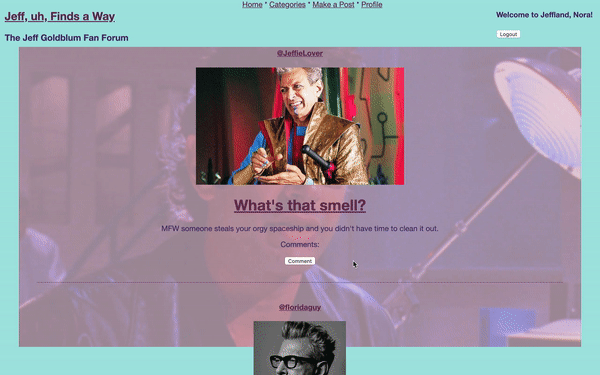 Home * Categories * Make a Post * Profile
Jeff, uh, Finds a Way
Welcome to Jeffland, Nora!
Logout
The Jeff Goldblum Fan Forum
@JeffieLover
What's that smell?
MFW someone steals your orgy spaceship and you didn't have time to clean it out.
Comments:
Comment
@floridaguy